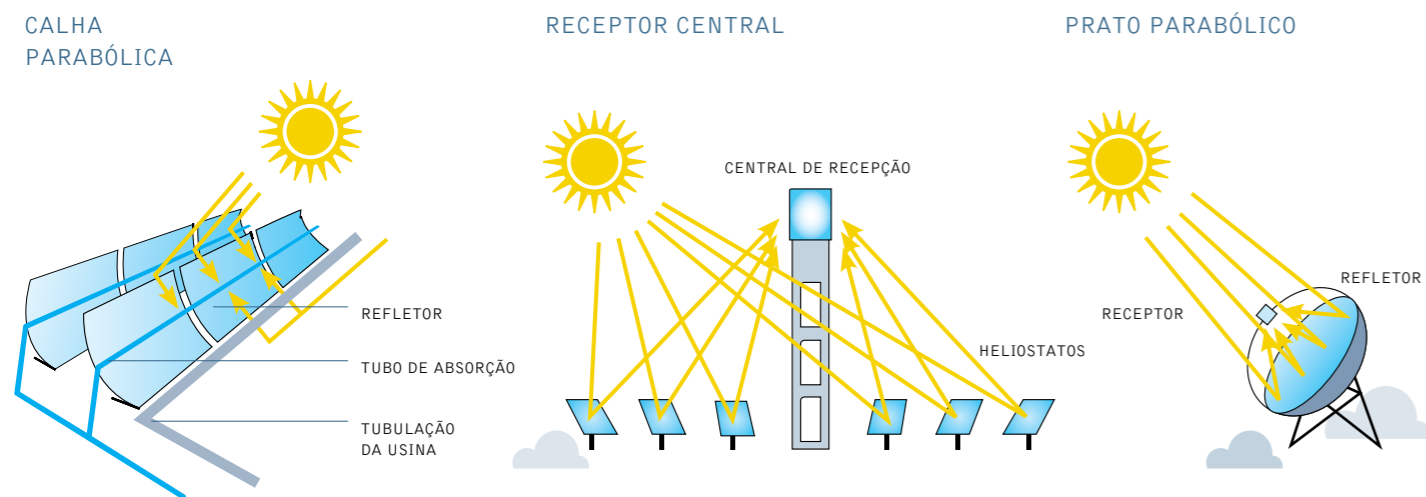 CALHA
PARABÓLICA
REFLETOR
TUBO DE ABSORÇÃO
TUBULAÇÃO
DA USINA
RECEPTOR CENTRAL
CENTRAL DE RECEPÇÃO
HELIOSTATOS
PRATO PARABÓLICO
REFLETOR
RECEPTOR